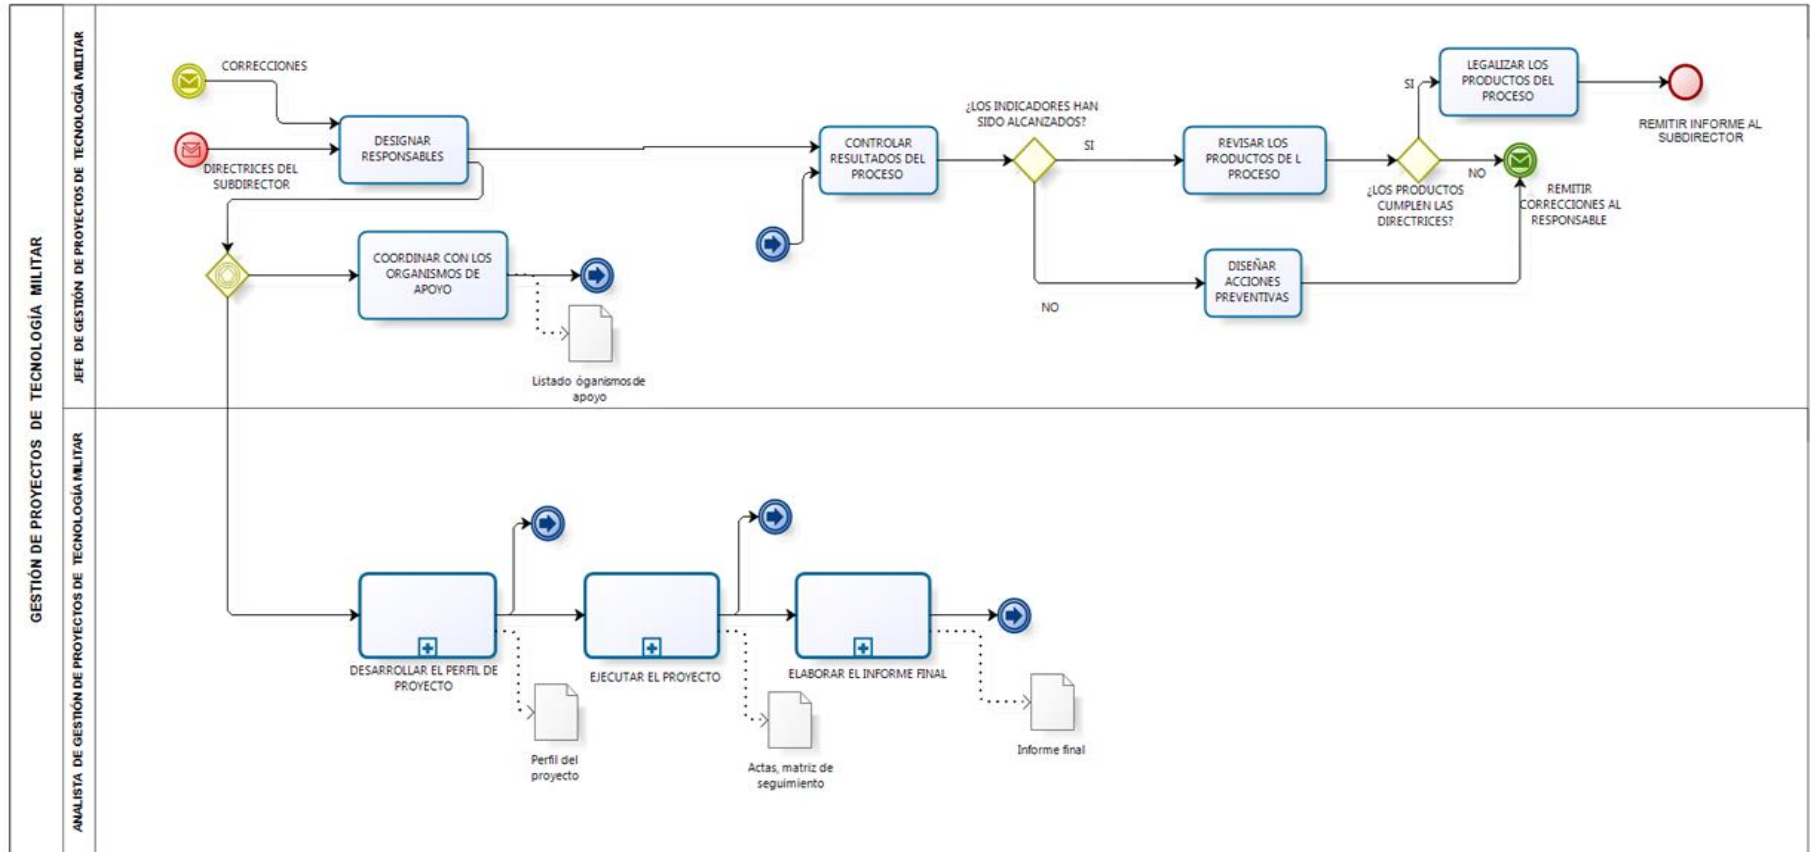 GESTIÓN DE PROYECTOS DE TECNOLOGÍA MILITAR
JEFE DE GESTIÓN DE PROYECTOS DE TECNOLOGÍA MILITAR
CORRECCIONES
DIRECTRICES DEL
SUBDIRECTOR
DESIGNAR
RESPONSABLES
COORDINAR CON LOS
ORGANISMOS DE
APOYO
Listado óganismos de
apoyo
CONTROLAR
RESULTADOS DEL
PROCESO
¿LOS INDICADORES HAN
SIDO ALCANZADOS?
SI
NO
REVISAR LOS
PRODUCTOS DE L
PROCESO
DISEÑAR
ACCIONES
PREVENTIVAS
¿LOS PRODUCTOS
CUMPLEN LAS
DIRECTRICES?
SI
NO
LEGALIZAR LOS
PRODUCTOS DEL
PROCESO
REMITIR INFORME AL
SUBDIRECTOR
REMITIR
CORRECCIONES AL
RESPONSABLE
ANALISTA DE GESTIÓN DE PROYECTOS DE TECNOLOGÍA MILITAR
DESARROLLAR EL PERFIL DE
PROYECTO
Perfil del
proyecto
EJECUTAR EL PROYECTO
Actas, matriz de
seguimiento
ELABORAR EL INFORME FINAL
Informe final